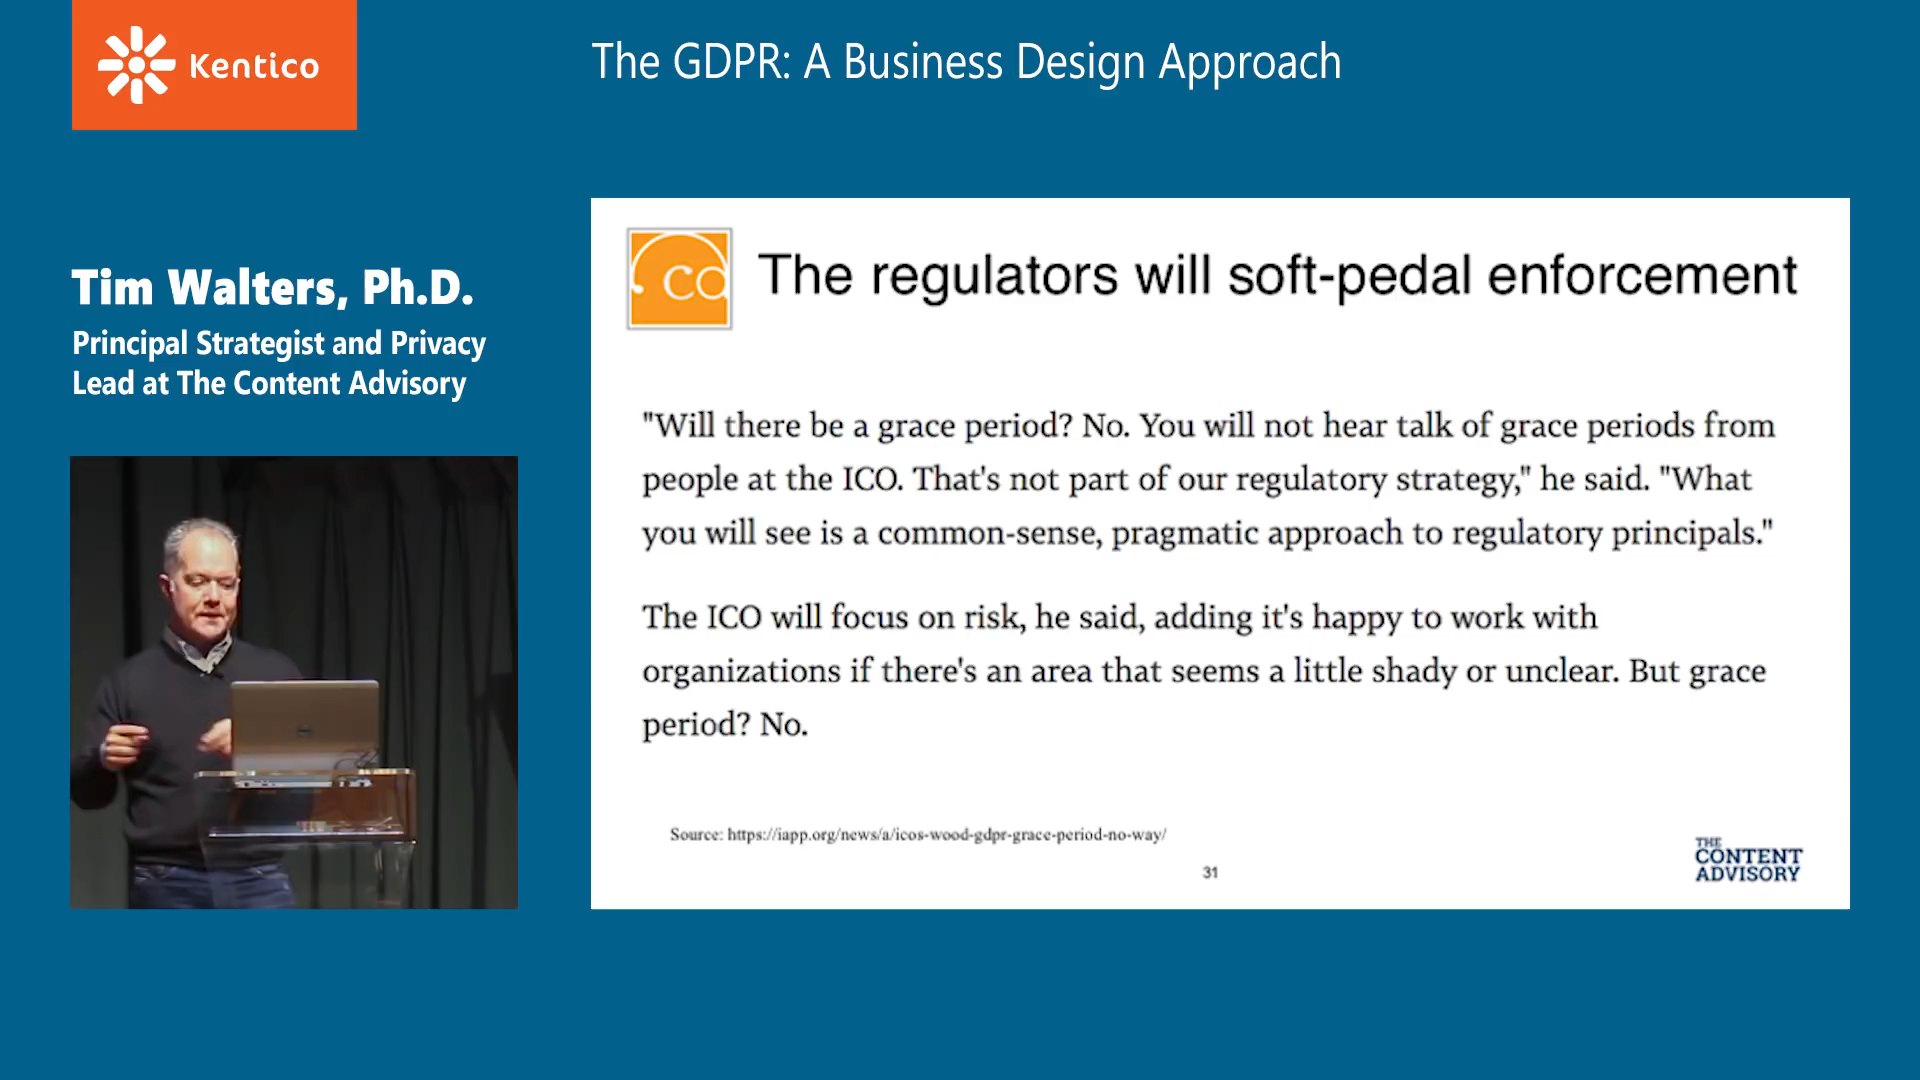 Kentico
The GDPR: A Business Design Approach
Tim Walters, Ph.D.
Principal Strategist and Privacy
Lead at The Content Advisory
ca
The regulators will soft-pedal enforcement
"Will there be a grace period? No. You will not hear talk of grace periods from
people at the ICO. That's not part of our regulatory strategy," he said. "What
you will see is a common-sense, pragmatic approach to regulatory principals."
The ICO will focus on risk, he said, adding it's happy to work with
organizations if there's an area that seems a little shady or unclear. But grace
period? No.
Source: https://iapp.org/news/a/icos-wood-gdpr-grace-period-no-way/
31
THE
CONTENT
ADVISORY